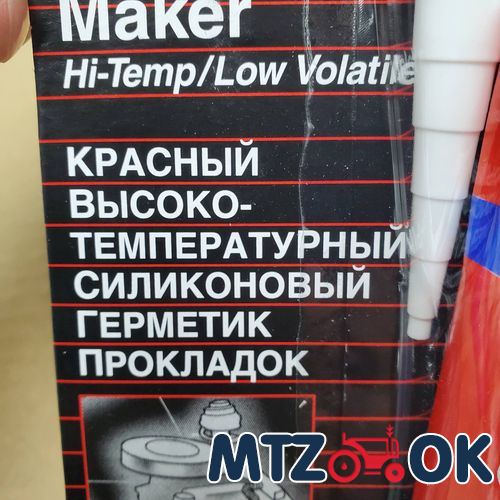 Maker
Hi-Temp/Low Volatile
КРАСНЫЙ
ВЫСОКО-
ТЕМПЕРАТУРНЫЙ
СИЛИКОНОВЫЙ
ГЕРМЕТИК
ПРОКЛАДОК
MTZ OK